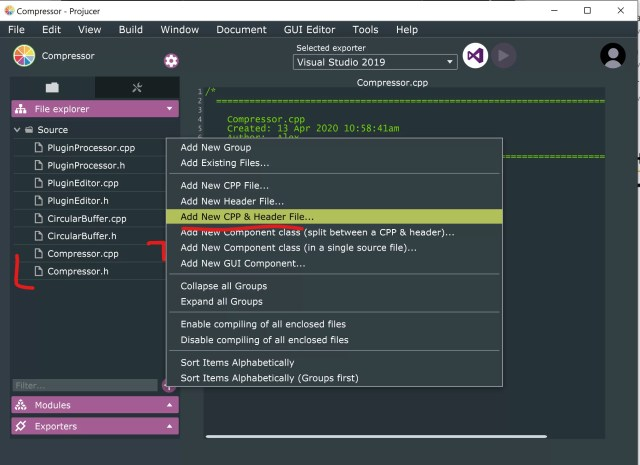 Compressor - Projucer
File Edit View Build Window Document GUI Editor Tools Help
Compressor
Selected exporter
Visual Studio 2019
Compressor.cpp
File explorer
Source
PluginProcessor.cpp
PluginProcessor.h
PluginEditor.cpp
PluginEditor.h
CircularBuffer.cpp
CircularBuffer.h
Compressor.cpp
Compressor.h
Filter...
Modules
Exporters
1 /*
2 ==============================================================================
3
4 Compressor.cpp
5 Created: 13 Apr 2020 10:58:41am
Author: Alex
Add New Group
Add Existing Files...
Add New CPP File...
Add New Header File...
Add New CPP & Header File...
Add New Component class (split between a CPP & header)...
Add New Component class (in a single source file)...
Add New GUI Component...
Collapse all Groups
Expand all Groups
Enable compiling of all enclosed files
Disable compiling of all enclosed files
Sort Items Alphabetically
Sort Items Alphabetically (Groups first)